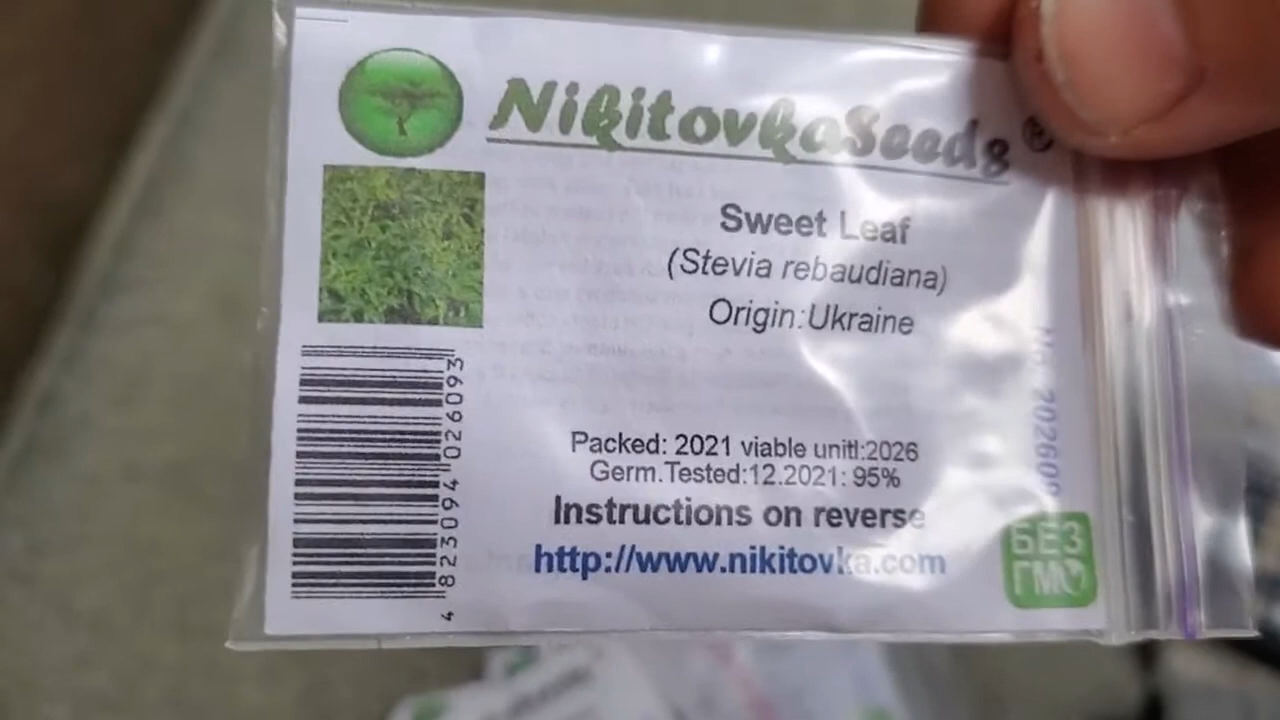 NikitovkaSeeds ®
Sweet Leaf
(Stevia rebaudiana)
Origin:Ukraine
Packed: 2021 viable unitl:2026
Germ.Tested:12.2021: 95%
Instructions on reverse
http://www.nikitovka.com
4 823094 026093
БЕЗ
ГМО